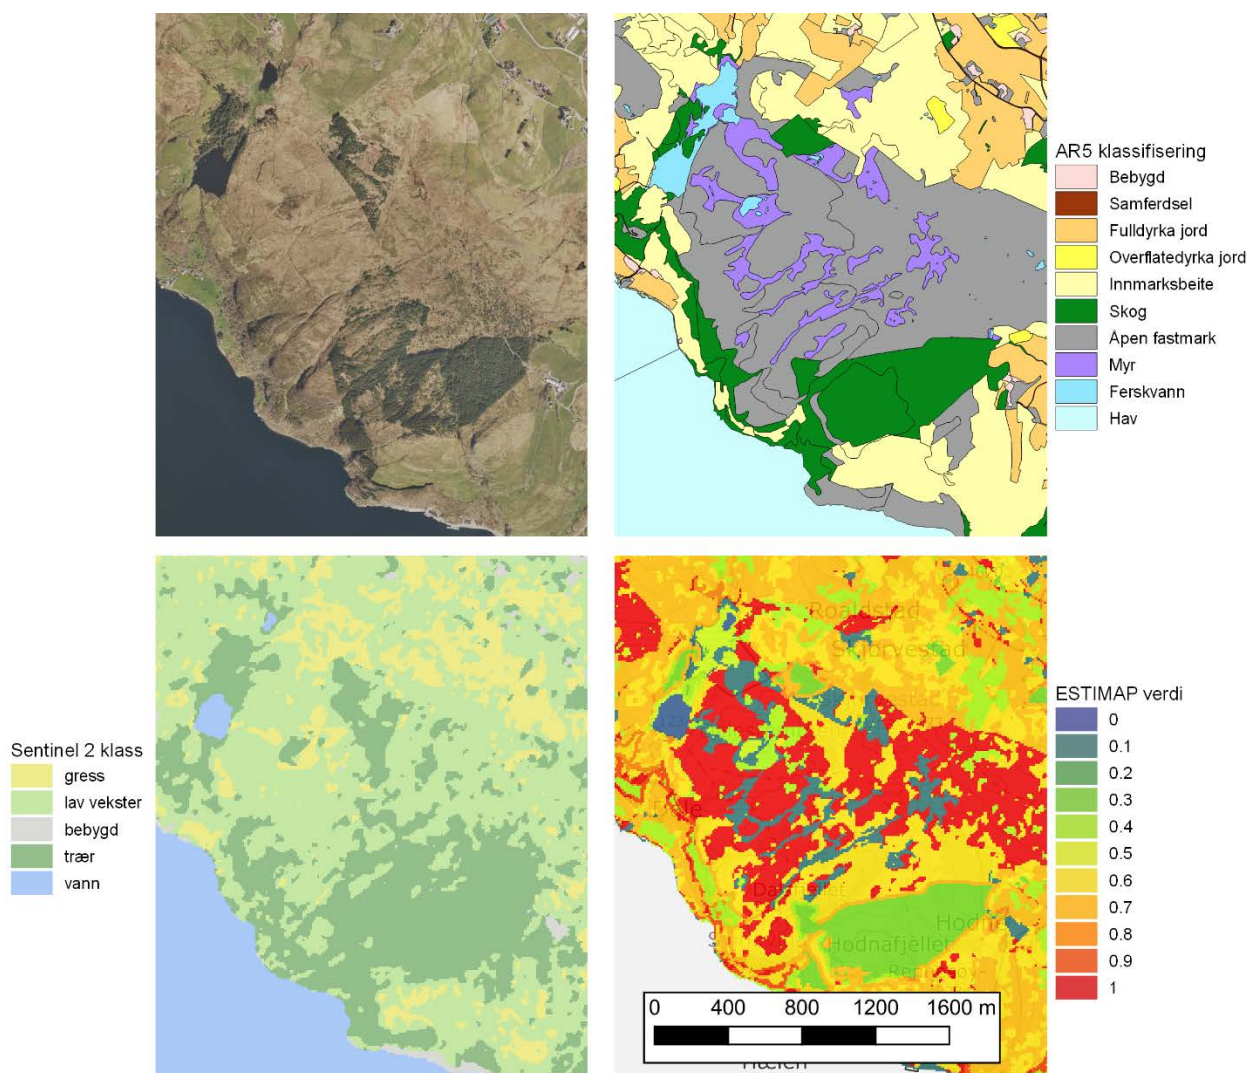 AR5 klassifisering
Bebygd
Samferdsel
Fulldyrka jord
Overflatedyrka jord
Innmarksbeite
Skog
Åpen fastmark
Myr
Ferskvann
Hav
Sentinel 2 klass
gress
lav vekster
bebygd
trær
vann
Roaldstad
Skjørvestad
Dalafjellet
Hodne
Hodnafjellet
ESTIMAP verdi
0
0.1
0.2
0.3
0.4
0.5
0.6
0.7
0.8
0.9
1
0 400 800 1200 1600 m